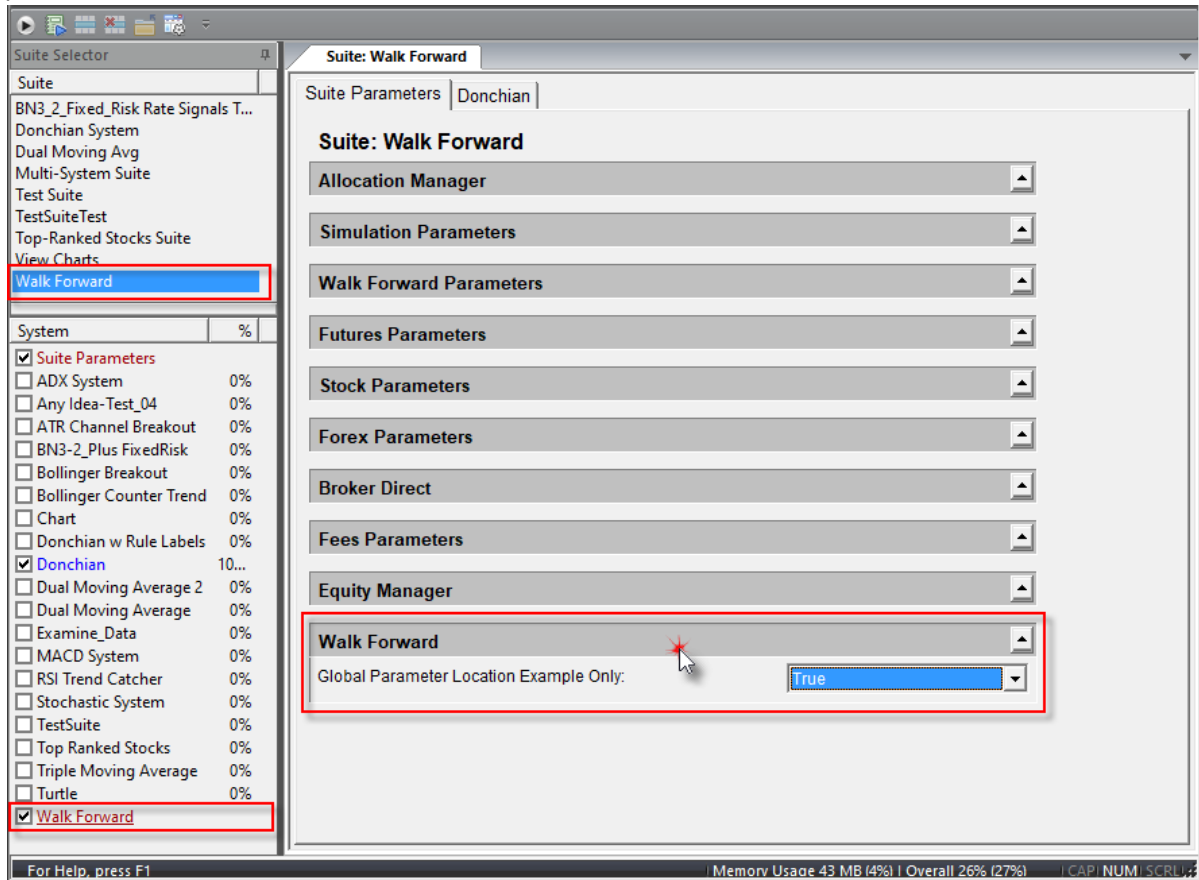 Suite Selector
Suite
BN3_2_Fixed_Risk Rate Signals T...
Donchian System
Dual Moving Avg
Multi-System Suite
Test Suite
TestSuiteTest
Top-Ranked Stocks Suite
View Charts
Walk Forward
System %
Suite Parameters
ADX System 0%
Any Idea-Test_04 0%
ATR Channel Breakout 0%
BN3-2_Plus FixedRisk 0%
Bollinger Breakout 0%
Bollinger Counter Trend 0%
Chart 0%
Donchian w Rule Labels 0%
Donchian 10...
Dual Moving Average 2 0%
Dual Moving Average 0%
Examine_Data 0%
MACD System 0%
RSI Trend Catcher 0%
Stochastic System 0%
TestSuite 0%
Top Ranked Stocks 0%
Triple Moving Average 0%
Turtle 0%
Walk Forward
Suite: Walk Forward
Suite Parameters Donchian
Suite: Walk Forward
Allocation Manager
Simulation Parameters
Walk Forward Parameters
Futures Parameters
Stock Parameters
Forex Parameters
Broker Direct
Fees Parameters
Equity Manager
Walk Forward
Global Parameter Location Example Only: True
For Help, press F1 Memory Usage 43 MB (4%) | Overall 26% (27%) CAP NUM SCRL